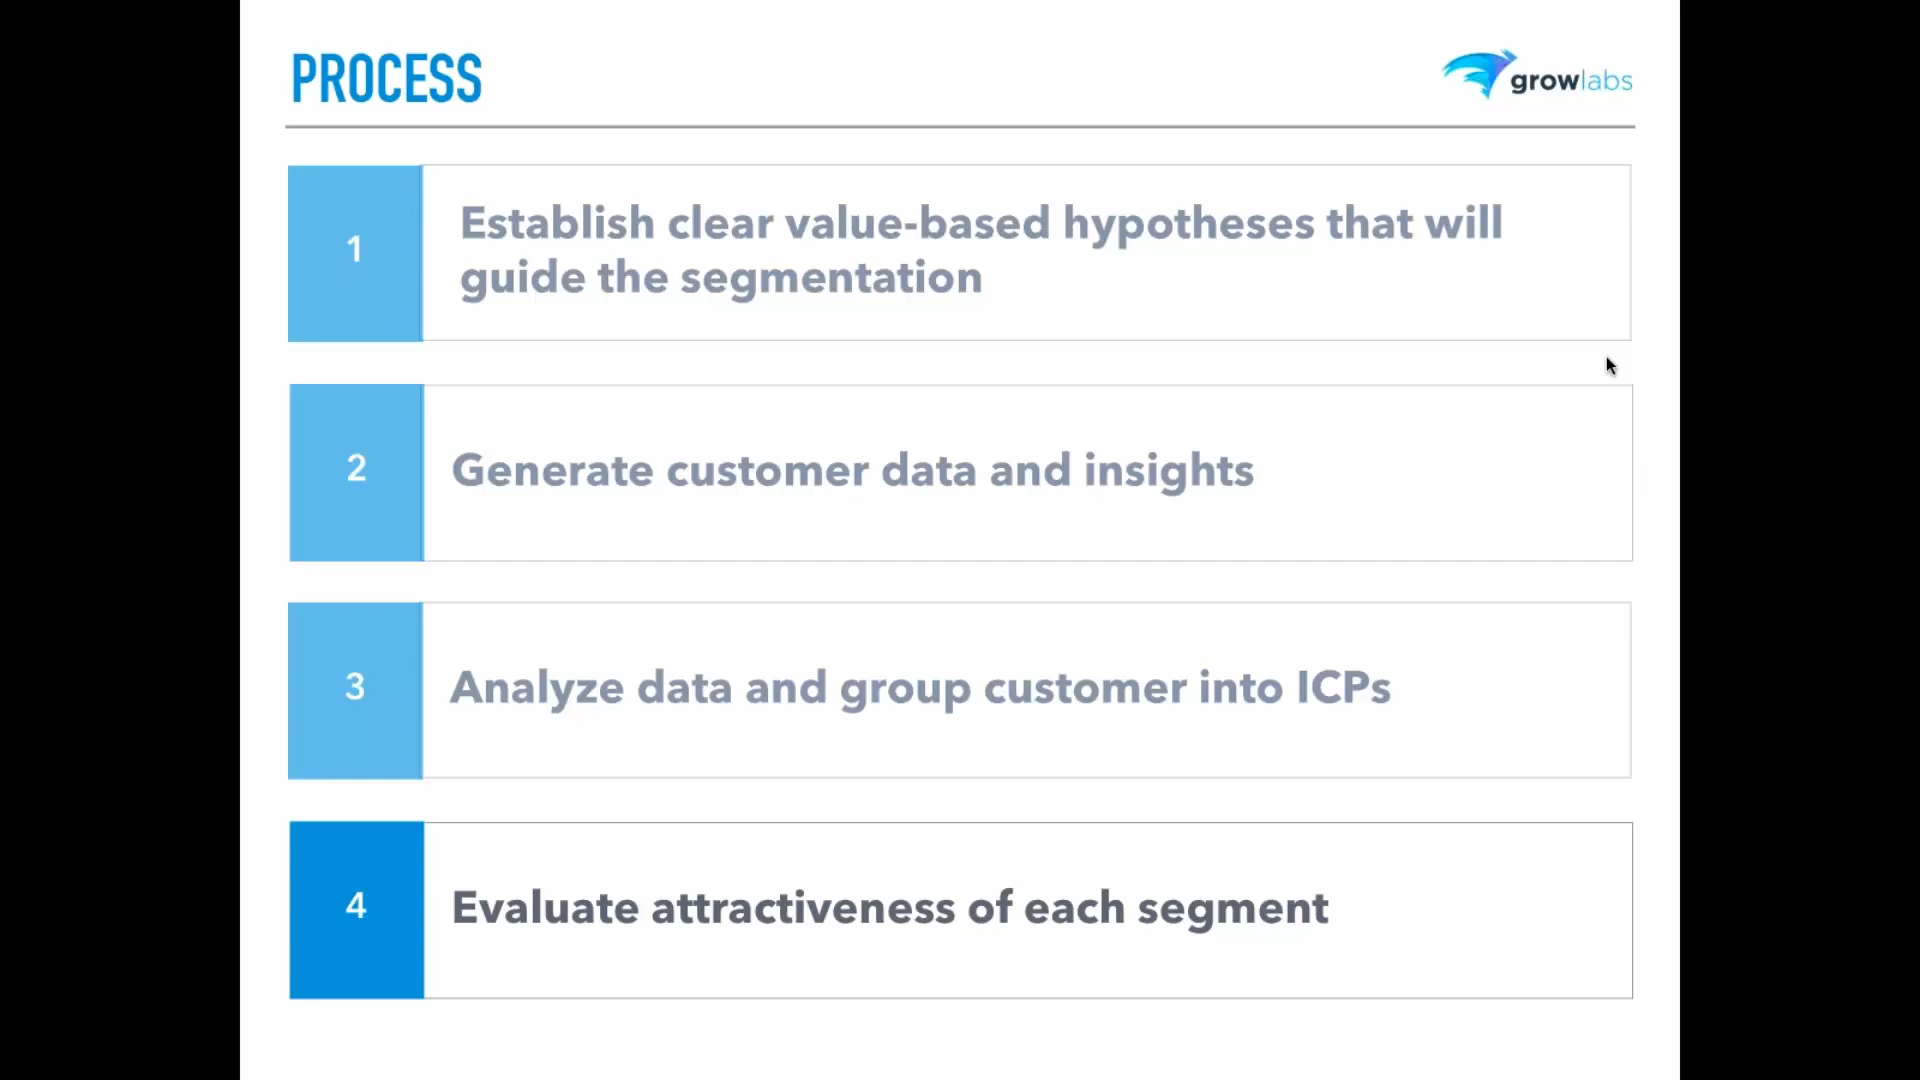 PROCESS
growlabs
1
Establish clear value-based hypotheses that will
guide the segmentation
2
Generate customer data and insights
3
Analyze data and group customer into ICPs
4
Evaluate attractiveness of each segment